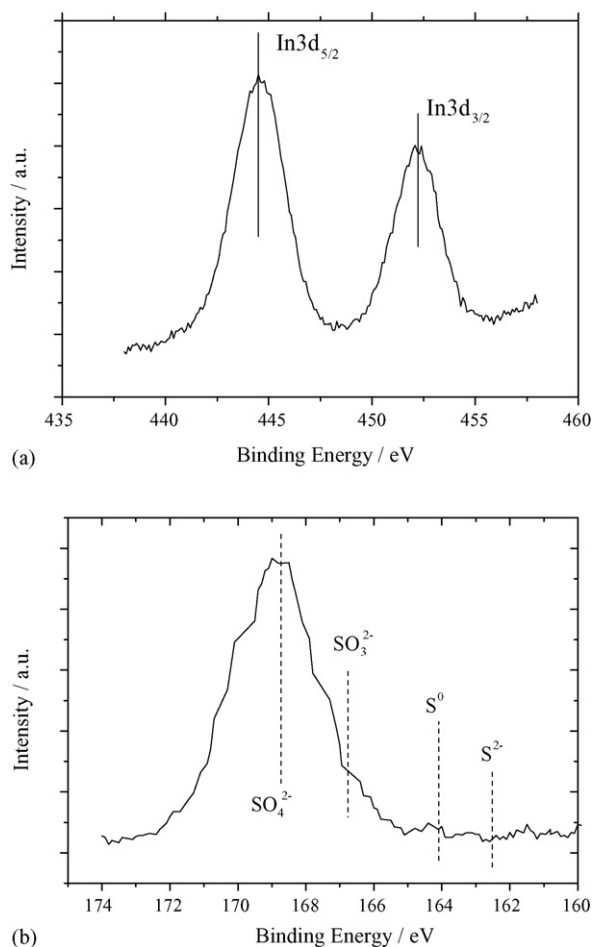 In3d5/2
In3d3/2
Intensity / a.u.
435 440 445 450 455 460
Binding Energy / eV
(a)
SO3^2-
S^0
S^2-
SO4^2-
Intensity / a.u.
174 172 170 168 166 164 162 160
Binding Energy / eV
(b)